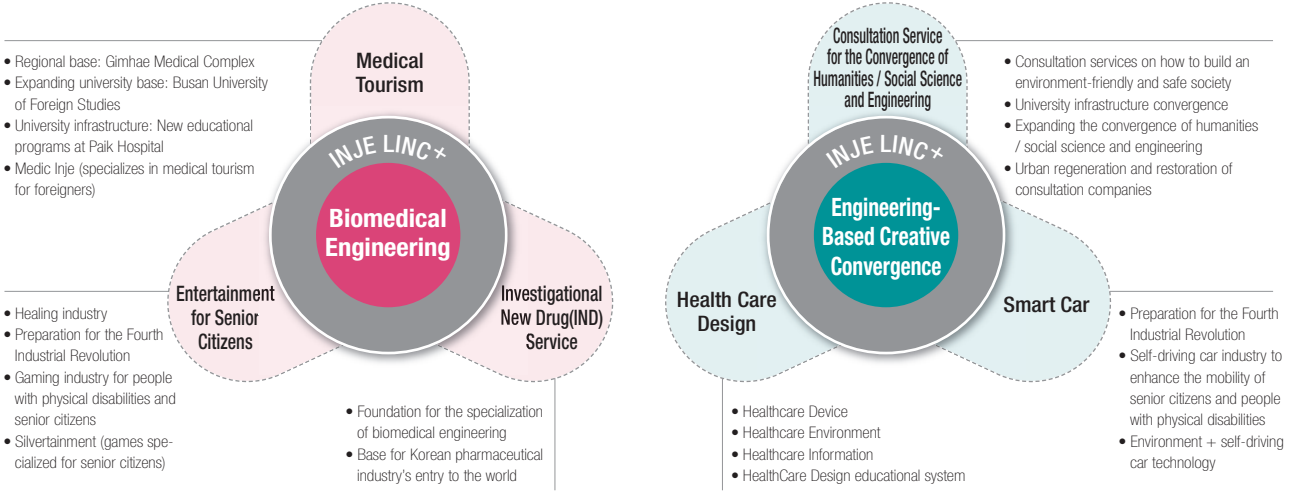 Medical
Tourism
• Regional base: Gimhae Medical Complex
• Expanding university base: Busan University
of Foreign Studies
• University infrastructure: New educational
programs at Paik Hospital
• Medic Inje (specializes in medical tourism
for foreigners)
INJE LINC+
Biomedical
Engineering
Entertainment
for Senior
Citizens
Investigational
New Drug(IND)
Service
• Healing industry
• Preparation for the Fourth
Industrial Revolution
• Gaming industry for people
with physical disabilities and
senior citizens
• Silvertainment (games spe-
cialized for senior citizens)
• Foundation for the specialization
of biomedical engineering
• Base for Korean pharmaceutical
industry's entry to the world
Consultation Service
for the Convergence of
Humanities / Social Science
and Engineering
• Consultation services on how to build an
environment-friendly and safe society
• University infrastructure convergence
• Expanding the convergence of humanities
/ social science and engineering
• Urban regeneration and restoration of
consultation companies
INJE LINC+
Engineering-
Based Creative
Convergence
Health Care
Design
Smart Car
• Healthcare Device
• Healthcare Environment
• Healthcare Information
• HealthCare Design educational system
• Preparation for the Fourth
Industrial Revolution
• Self-driving car industry to
enhance the mobility of
senior citizens and people
with physical disabilities
• Environment + self-driving
car technology